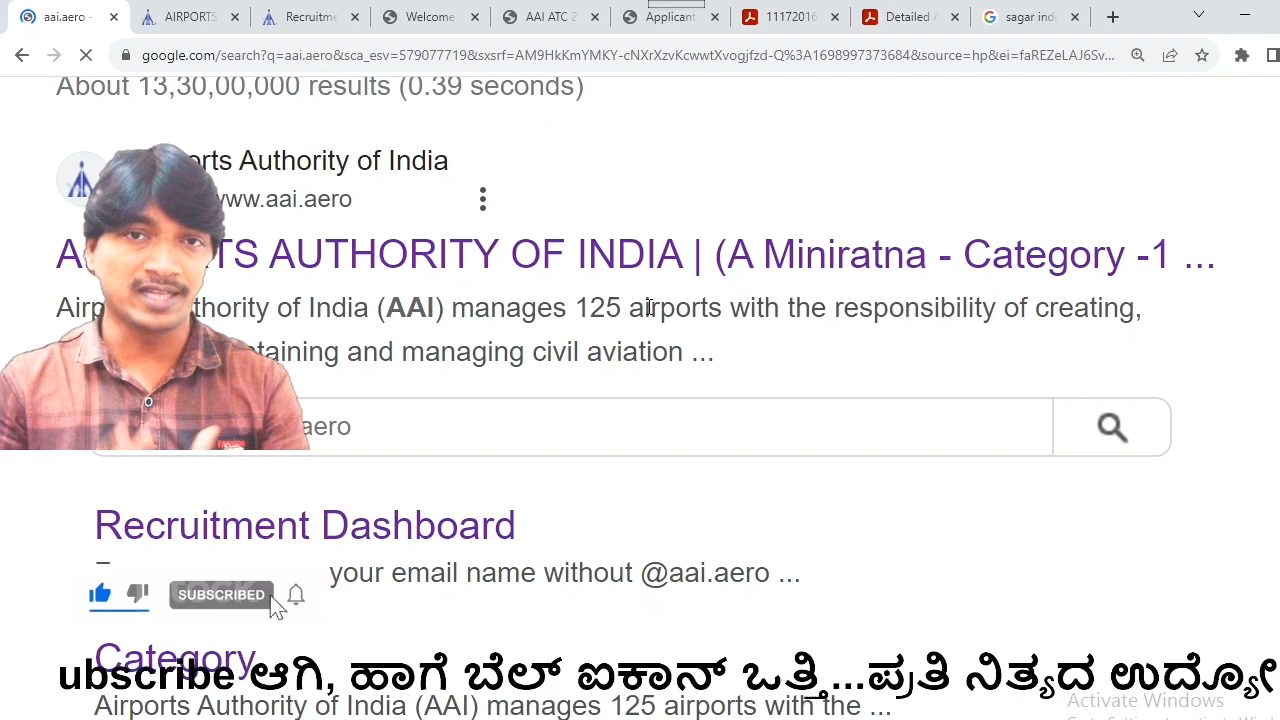 aai.aero -
AIRPORTS
Recruitme
Welcome
AAI ATC 2
Applicant
11172016
Detailed
sagar ind
google.com/search?q=aai.aero&sca_esv=579077719&sxsrf=AM9HkKmYMKY-cNXrXzvKcwwtXvogjfzd-Q%3A1698997373684&source=hp&ei=faREZeLAJ6Sv...
About 13,30,00,000 results (0.39 seconds)
orts Authority of India
www.aai.aero
TS AUTHORITY OF INDIA | (A Miniratna - Category -1 ...
Airp thority of India (AAI) manages 125 airports with the responsibility of creating,
taining and managing civil aviation ...
aero
Recruitment Dashboard
your email name without @aai.aero ...
SUBSCRIBED
Category
ubscribe ಆಗಿ, ಹಾಗೆ ಬೆಲ್ ಐಕಾನ್ ಒತ್ತಿ...ಪ್ರತಿ ನಿತ್ಯದ ಉದ್ಯೋ
Airports Authority of India (AAI) manages 125 airports with the ...
Activate Windows